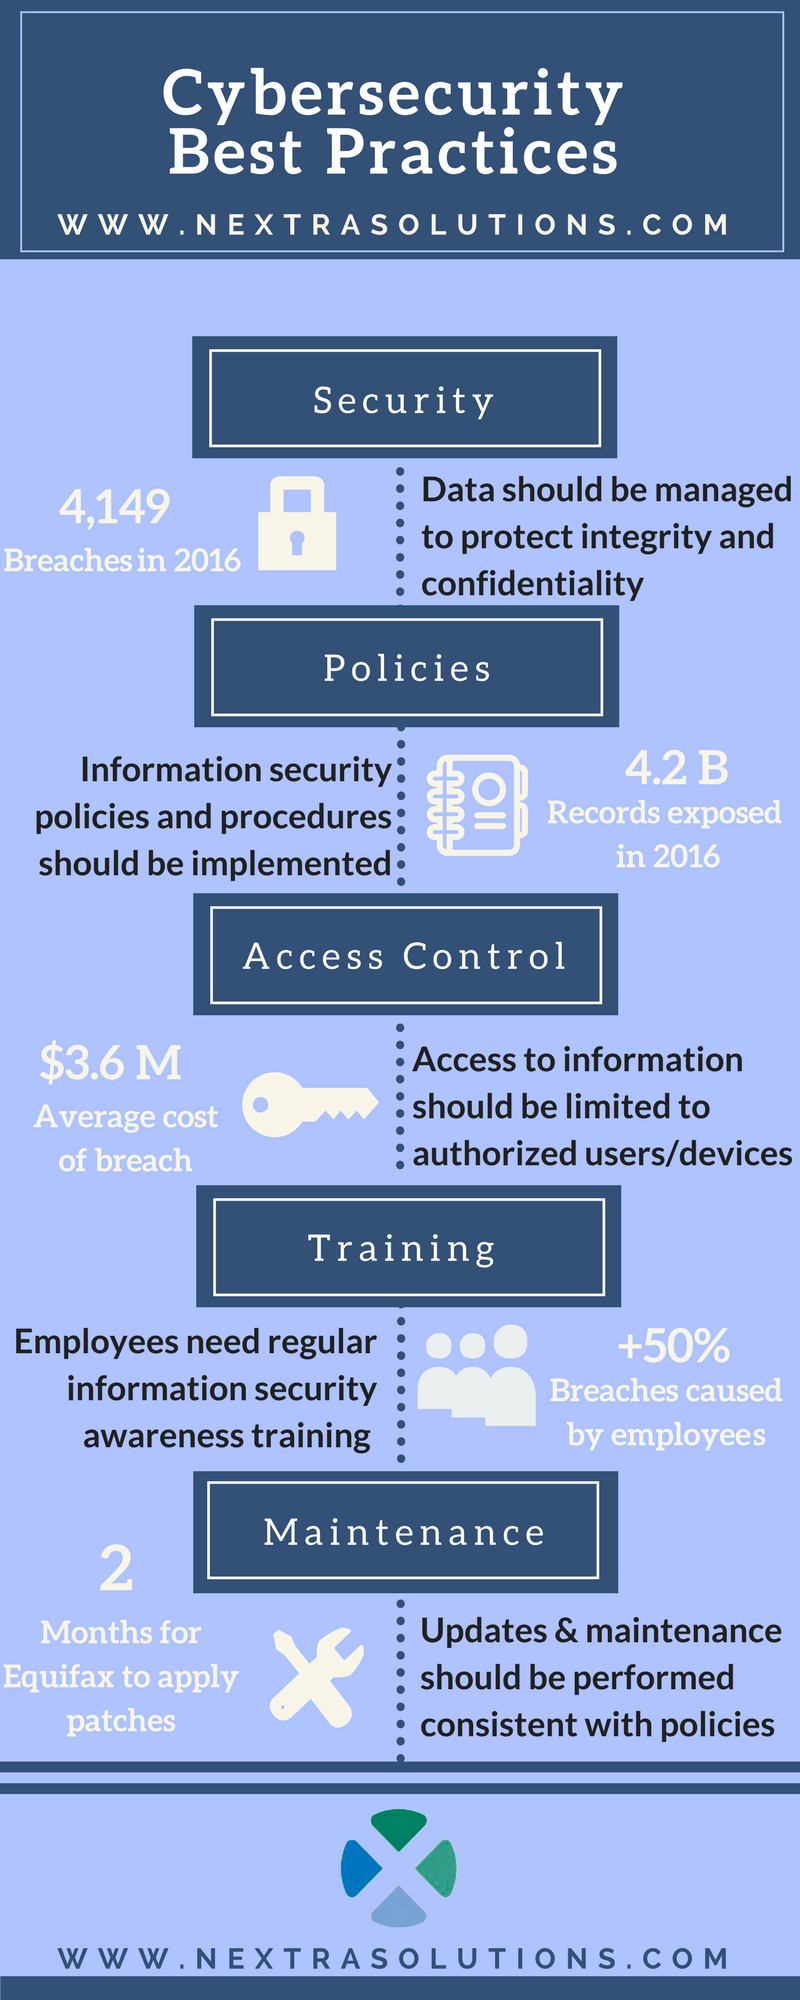 Cybersecurity
Best Practices
WWW.NEXTRASOLUTIONS.COM
Security
4,149
Breaches in 2016
Data should be managed
to protect integrity and
confidentiality
Policies
Information security
policies and procedures
should be implemented
4.2 B
Records exposed
in 2016
Access Control
$3.6 M
Average cost
of breach
Access to information
should be limited to
authorized users/devices
Training
Employees need regular
information security
awareness training
+50%
Breaches caused
by employees
Maintenance
2
Months for
Equifax to apply
patches
Updates & maintenance
should be performed
consistent with policies
WWW.NEXTRASOLUTIONS.COM